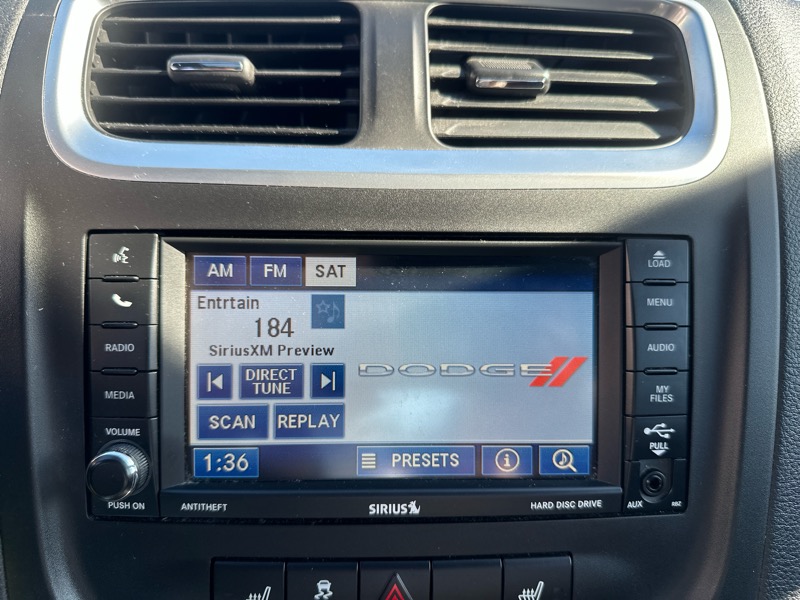 AM FM SAT
LOAD
Entrtain
MENU
184
RADIO
SiriusXM Preview
AUDIO
DIRECT
TUNE
DODGE
MEDIA
MY
FILES
SCAN REPLAY
VOLUME
PULL
1:36 PRESETS
PUSH ON
ANTITHEFT
SIRIUS
HARD DISC DRIVE
AUX
RBZ